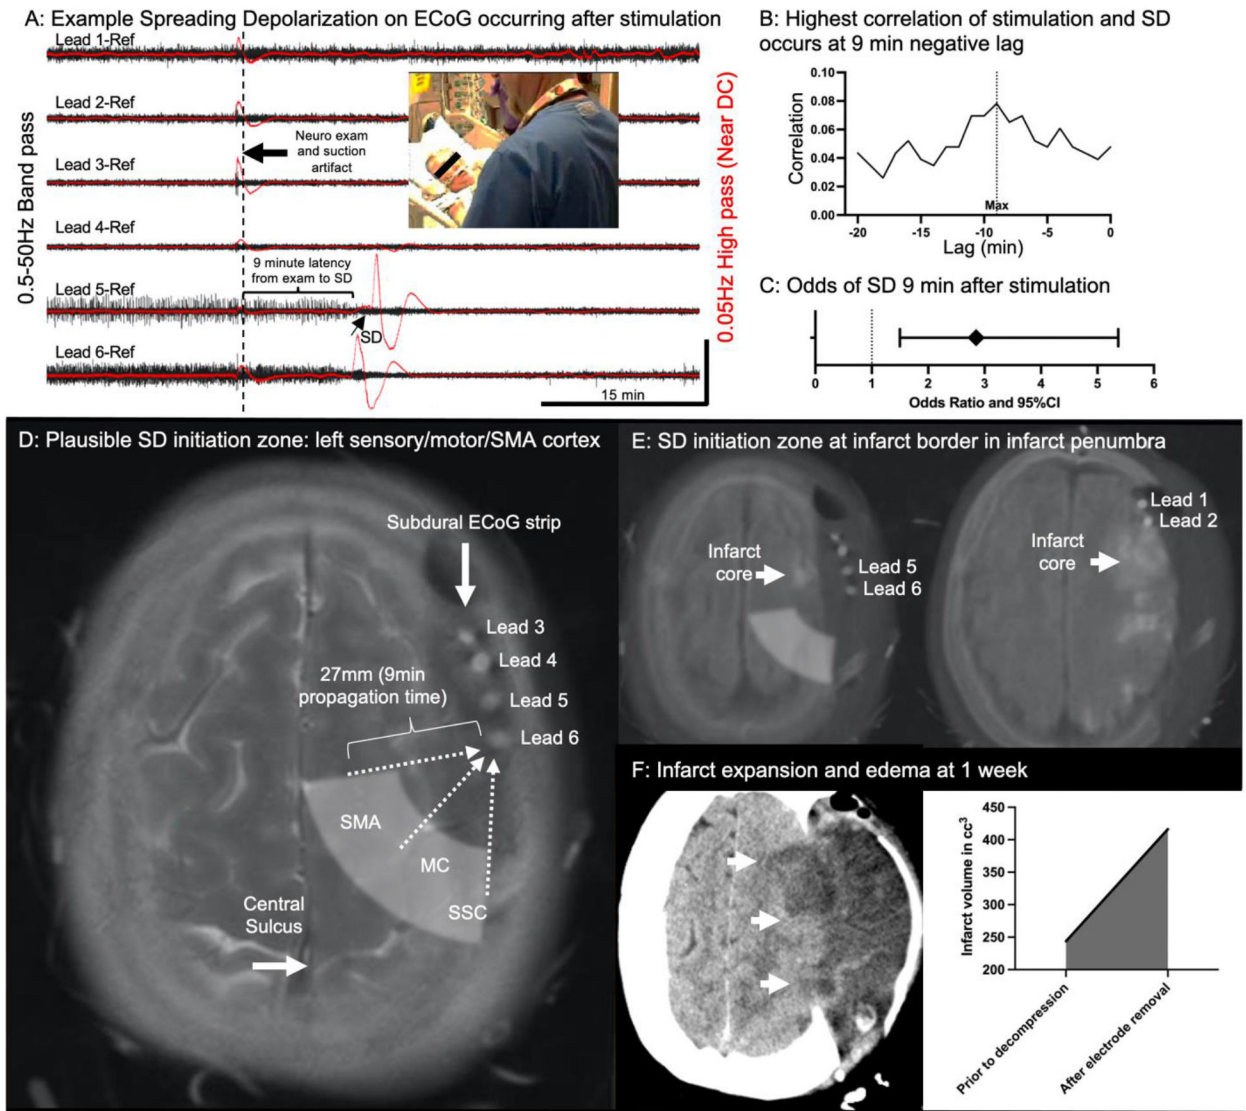 A: Example Spreading Depolarization on ECoG occurring after stimulation
0.5-50Hz Band pass
Lead 1-Ref
Lead 2-Ref
Lead 3-Ref
Neuro exam
and suction
artifact
Lead 4-Ref
9 minute latency
from exam to SD
Lead 5-Ref
SD
Lead 6-Ref
15 min
0.05Hz High pass (Near DC)
B: Highest correlation of stimulation and SD
occurs at 9 min negative lag
Correlation
0.10
0.08
0.06
0.04
0.02
0.00
Max
-20
-15
-10
-5
0
Lag (min)
C: Odds of SD 9 min after stimulation
0
1
2
3
4
5
6
Odds Ratio and 95%CI
D: Plausible SD initiation zone: left sensory/motor/SMA cortex
Subdural ECoG strip
Lead 3
Lead 4
27mm (9min
propagation time)
Lead 5
Lead 6
SMA
MC
SSC
Central
Sulcus
E: SD initiation zone at infarct border in infarct penumbra
Infarct
core
Lead 5
Lead 6
Lead 1
Lead 2
Infarct
core
F: Infarct expansion and edema at 1 week
Infarct volume in cc³
450
400
350
300
250
200
Prior to decompression
After electrode removal